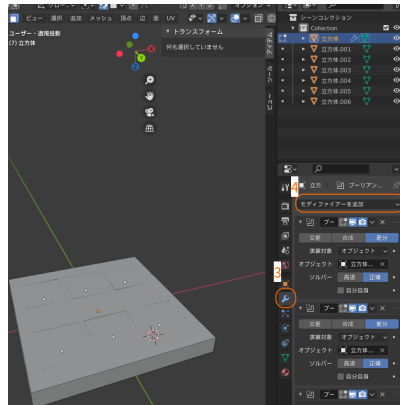 ビュー 選択 追加 メッシュ 頂点 辺 面 UV
ユーザー・透視投影
(7) 立方体
トランスフォーム
何も選択していません
シーンコレクション
Collection
立方体
立方体.001
立方体.002
立方体.003
立方体.004
立方体.005
立方体.006
4
立方
ブーリアン...
モディファイアーを追加
3
ブー
交差 合成 差分
演算対象 オブジェクト
オブジェクト 立方体...
ソルバー 高速 正確
自分自身
ブー
交差 合成 差分
演算対象 オブジェクト
オブジェクト 立方体...
ソルバー 高速 正確
自分自身
ブー